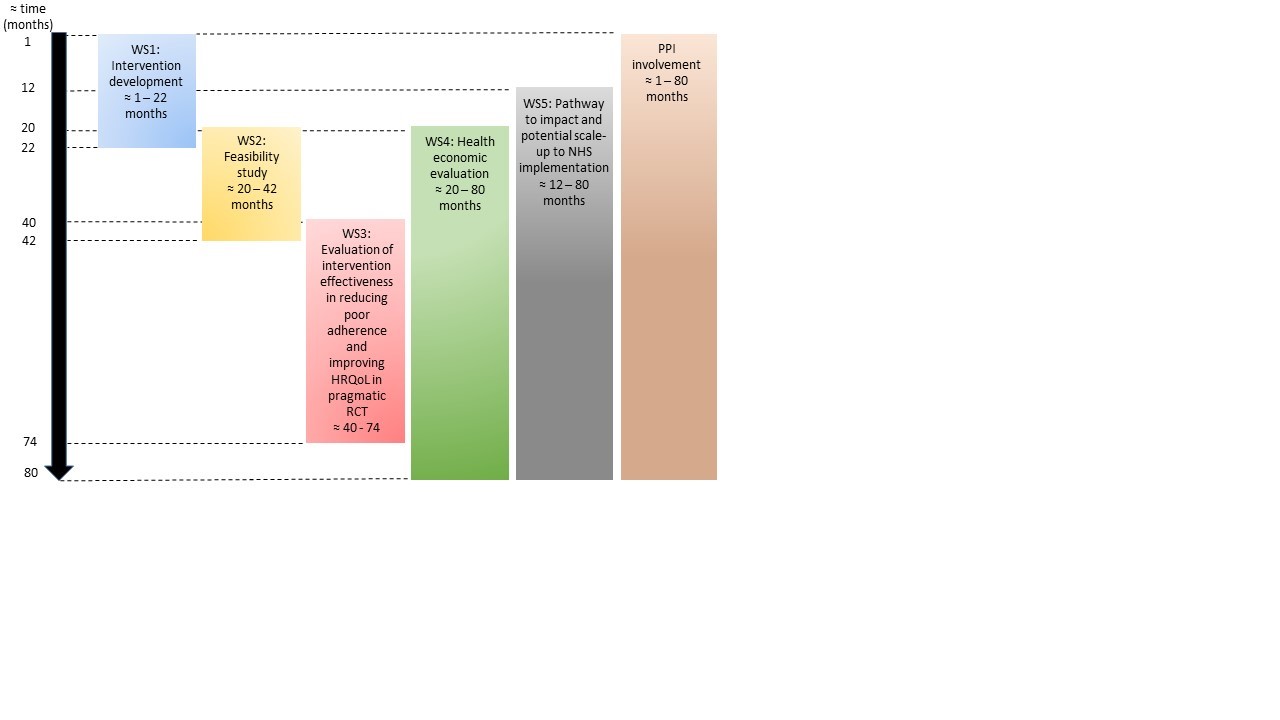 ≈ time
(months)
1
12
20
22
40
42
74
80
WS1:
Intervention
development
≈ 1 – 22
months
WS2:
Feasibility
study
≈ 20 – 42
months
WS3:
Evaluation of
intervention
effectiveness
in reducing
poor
adherence
and
improving
HRQoL in
pragmatic
RCT
≈ 40 - 74
WS4: Health
economic
evaluation
≈ 20 – 80
months
WS5: Pathway
to impact and
potential scale-
up to NHS
implementation
≈ 12 – 80
months
PPI
involvement
≈ 1 – 80
months